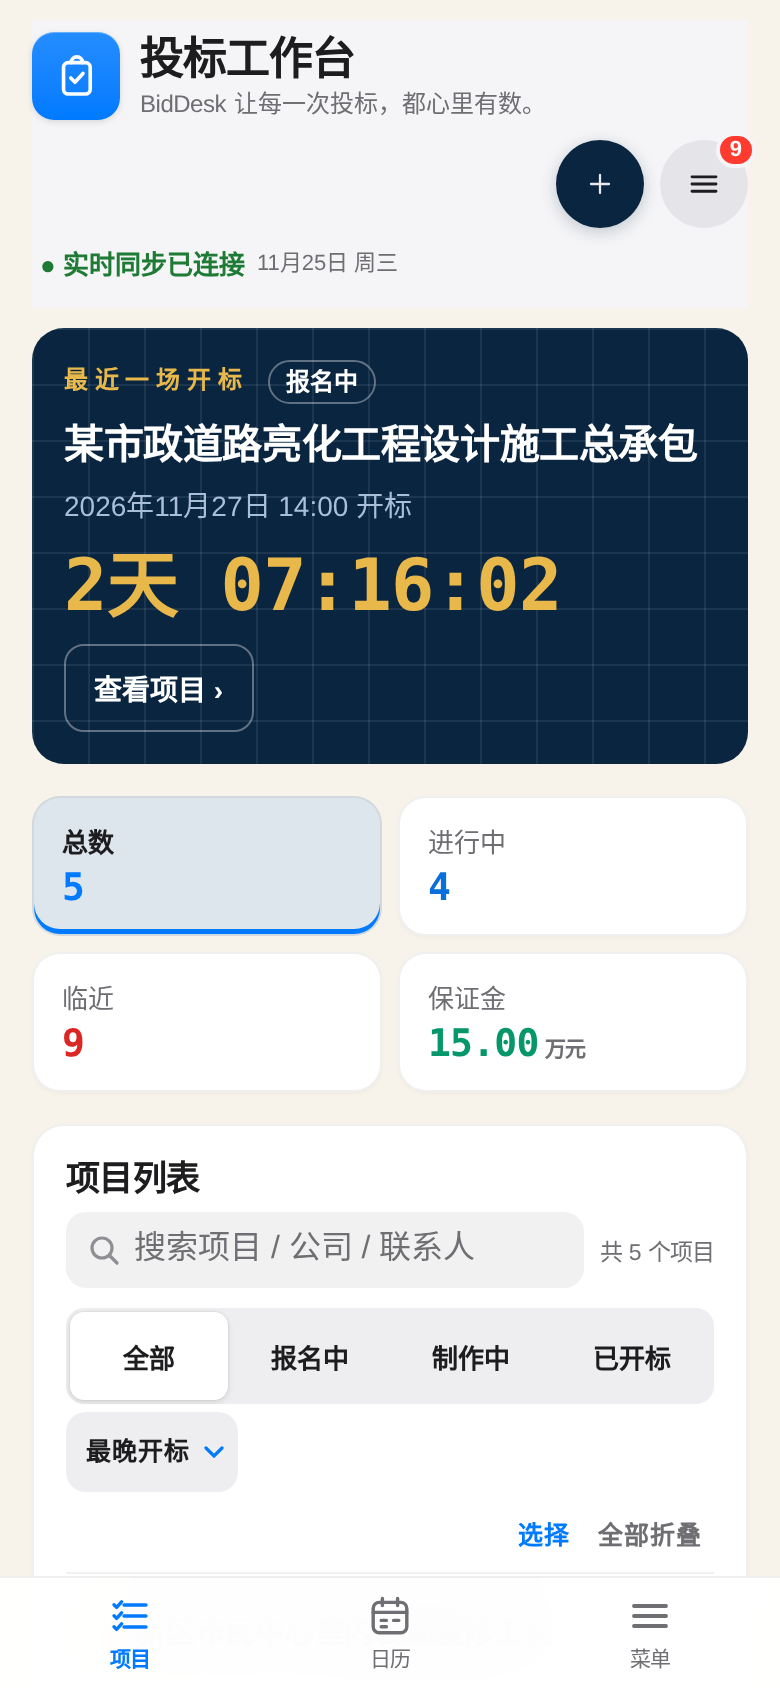 投标工作台
BidDesk 让每一次投标，都心里有数。
9
实时同步已连接 11月25日 周三
最近一场开标 报名中
某市政道路亮化工程设计施工总承包
2026年11月27日 14:00 开标
2天 07:16:02
查看项目 ›
总数
5
进行中
4
临近
9
保证金
15.00 万元
项目列表
搜索项目 / 公司 / 联系人 共 5 个项目
全部 报名中 制作中 已开标
最晚开标
选择 全部折叠
项目 日历 菜单